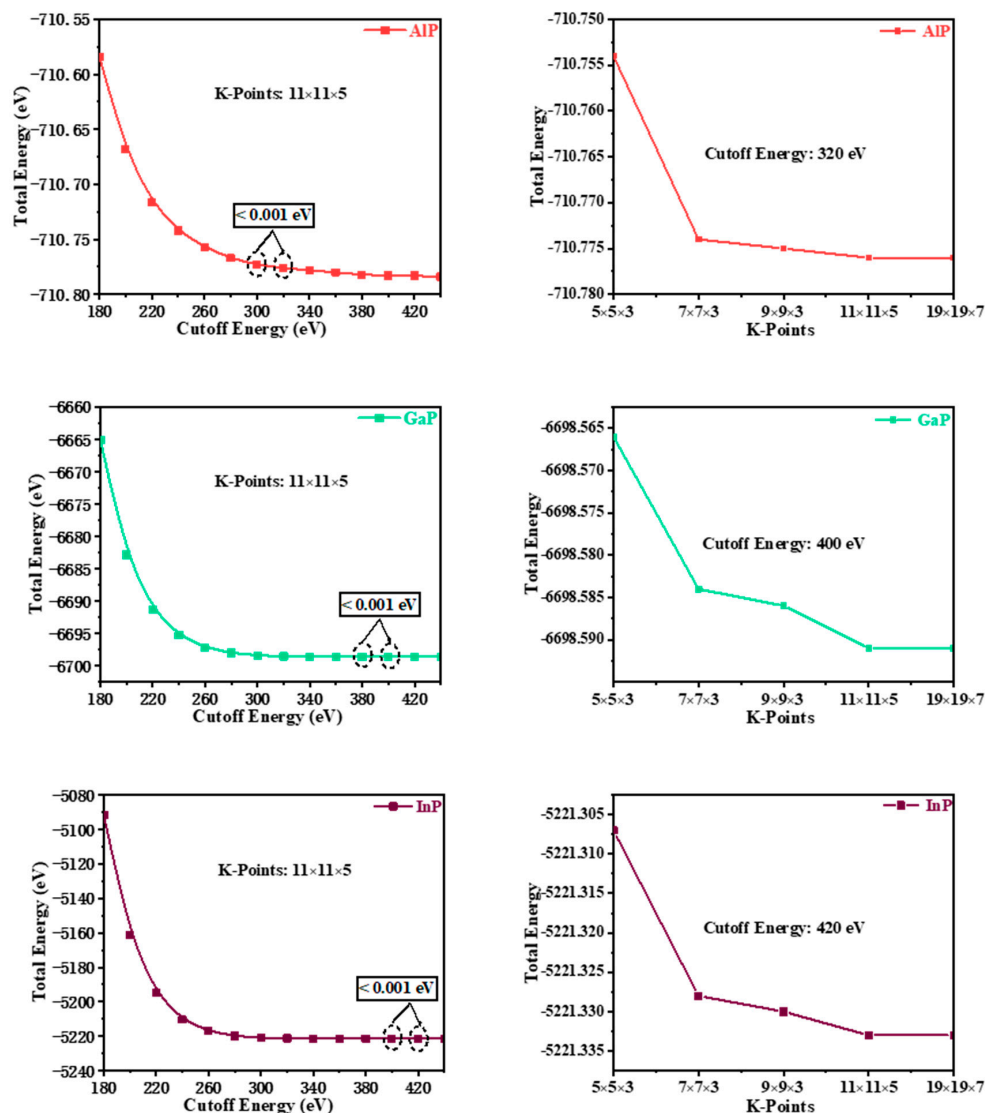 AlP
K-Points: 11×11×5
< 0.001 eV
Total Energy (eV)
−710.55
−710.60
−710.65
−710.70
−710.75
−710.80
180 220 260 300 340 380 420
Cutoff Energy (eV)
AlP
Cutoff Energy: 320 eV
Total Energy
-710.750
-710.755
-710.760
-710.765
-710.770
-710.775
-710.780
5×5×3 7×7×3 9×9×3 11×11×5 19×19×7
K-Points
GaP
K-Points: 11×11×5
< 0.001 eV
Total Energy (eV)
−6660
−6665
−6670
−6675
−6680
−6685
−6690
−6695
−6700
180 220 260 300 340 380 420
Cutoff Energy (eV)
GaP
Cutoff Energy: 400 eV
Total Energy
-6698.565
-6698.570
-6698.575
-6698.580
-6698.585
-6698.590
5×5×3 7×7×3 9×9×3 11×11×5 19×19×7
K-Points
InP
K-Points: 11×11×5
< 0.001 eV
Total Energy (eV)
−5080
−5100
−5120
−5140
−5160
−5180
−5200
−5220
−5240
180 220 260 300 340 380 420
Cutoff Energy (eV)
InP
Cutoff Energy: 420 eV
Total Energy
-5221.305
-5221.310
-5221.315
-5221.320
-5221.325
-5221.330
-5221.335
5×5×3 7×7×3 9×9×3 11×11×5 19×19×7
K-Points